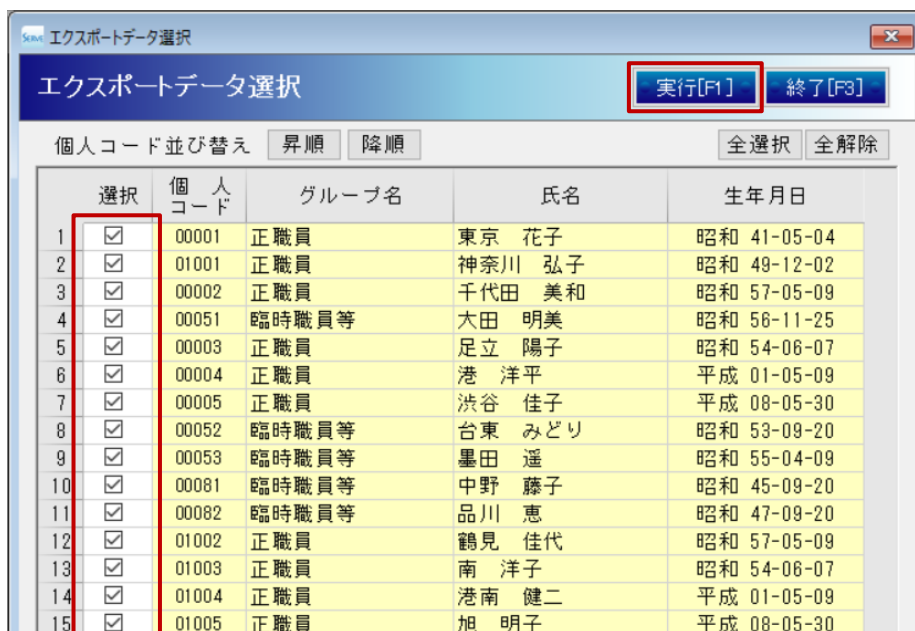 Serve エクスポートデータ選択
エクスポートデータ選択 実行[F1] 終了[F3]
個人コード並び替え 昇順 降順 全選択 全解除
選択 個人コード グループ名 氏名 生年月日
1 00001 正職員 東京 花子 昭和 41-05-04
2 01001 正職員 神奈川 弘子 昭和 49-12-02
3 00002 正職員 千代田 美和 昭和 57-05-09
4 00051 臨時職員等 大田 明美 昭和 56-11-25
5 00003 正職員 足立 陽子 昭和 54-06-07
6 00004 正職員 港 洋平 平成 01-05-09
7 00005 正職員 渋谷 佳子 平成 08-05-30
8 00052 臨時職員等 台東 みどり 昭和 53-09-20
9 00053 臨時職員等 墨田 遥 昭和 55-04-09
10 00081 臨時職員等 中野 藤子 昭和 45-09-20
11 00082 臨時職員等 品川 恵 昭和 47-09-20
12 01002 正職員 鶴見 佳代 昭和 57-05-09
13 01003 正職員 南 洋子 昭和 54-06-07
14 01004 正職員 港南 健二 平成 01-05-09
15 01005 正職員 旭 明子 平成 08-05-30